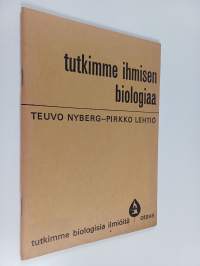 tutkimme ihmisen
biologiaa
TEUVO NYBERG—PIRKKO LEHTIÖ
tutkimme biologisia ilmiöitä
otava